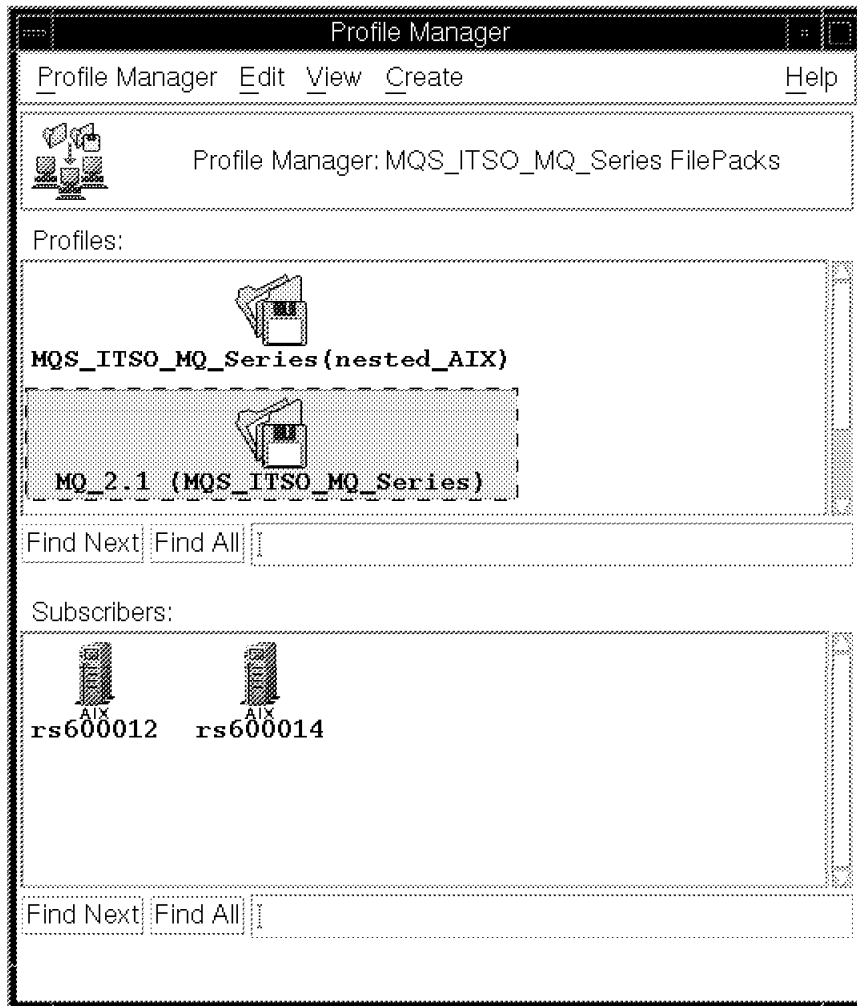 Profile Manager
Profile Manager Edit View Create Help
Profile Manager: MQS_ITSO_MQ_Series FilePacks
Profiles:
MQS_ITSO_MQ_Series(nested_AIX)
MQ_2.1 (MQS_ITSO_MQ_Series)
Find Next Find All
Subscribers:
AIX AIX
rs600012 rs600014
Find Next Find All